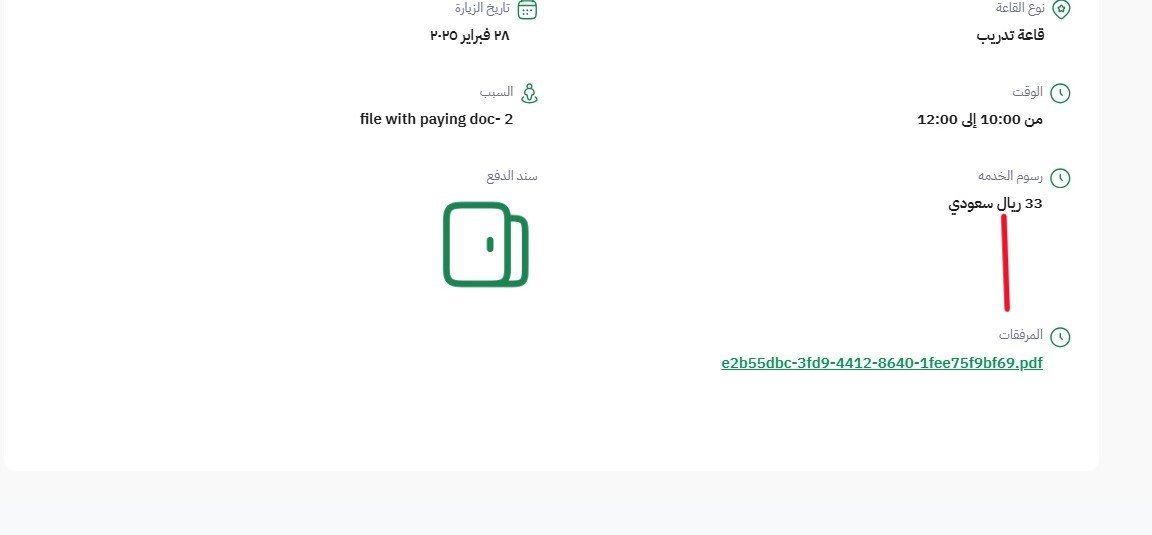 نوع القاعة
قاعة تدريب
تاريخ الزيارة
٢٨ فبراير ٢٠٢٥
الوقت
من 10:00 إلى 12:00
السبب
file with paying doc- 2
رسوم الخدمه
33 ريال سعودي
سند الدفع
المرفقات
e2b55dbc-3fd9-4412-8640-1fee75f9bf69.pdf